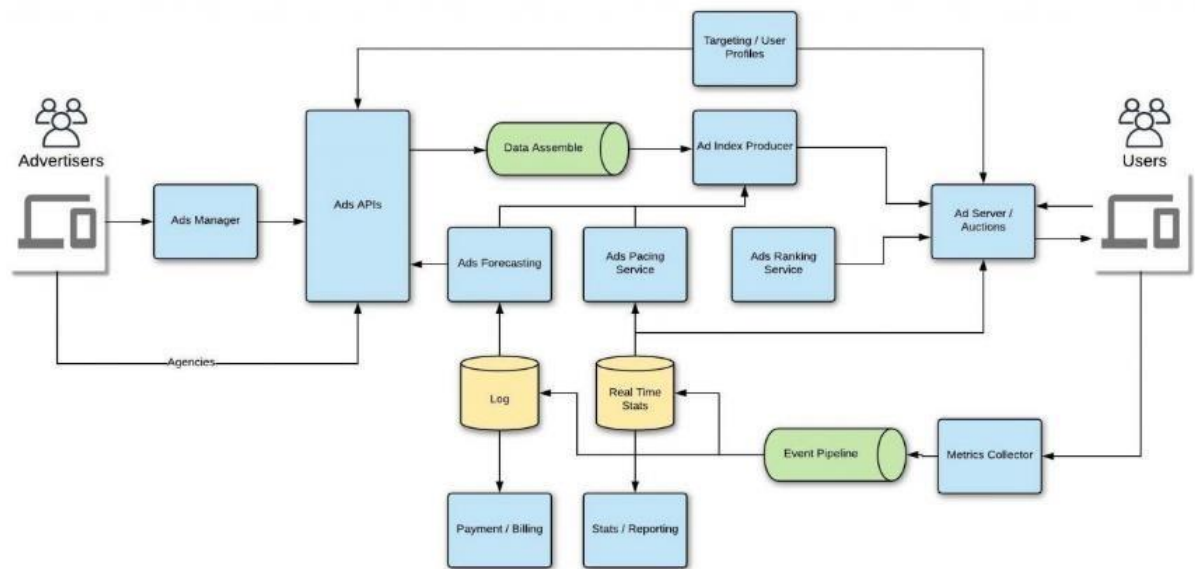 Targeting / User
Profiles
Advertisers
Users
Data Assemble
Ad Index Producer
Ads Manager
Ads APIs
Ad Server /
Auctions
Ads Forecasting
Ads Pacing
Service
Ads Ranking
Service
Agencies
Log
Real Time
Stats
Event Pipeline
Metrics Collector
Payment / Billing
Stats / Reporting